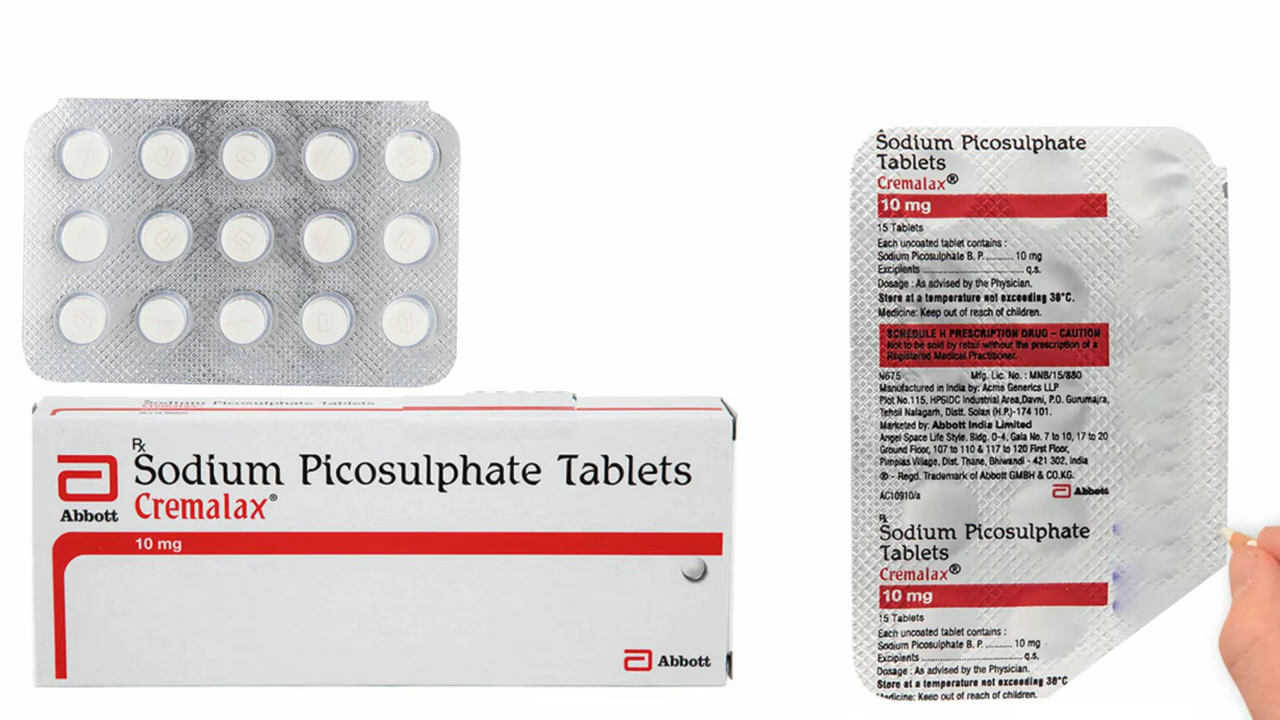 Sodium Picosulphate Tablets
Rx
Sodium Picosulphate Tablets
Cremalax®
Abbott
10 mg
Abbott
Sodium Picosulphate
Tablets
Cremalax®
10 mg
15 Tablets
Each uncoated tablet contains :
Sodium Picosulphate B. P. .......... 10 mg
Excipients .............................. q.s.
Dosage : As advised by the Physician.
Store at a temperature not exceeding 30°C.
Medicine: Keep out of reach of children.
SCHEDULE H PRESCRIPTION DRUG – CAUTION
Not to be sold by retail without the prescription of a
Registered Medical Practitioner.
N675 Mfg. Lic. No. : MNB/15/880
Manufactured in India by: Acme Generics LLP
Plot No.115, HPSIDC Industrial Area,Davni, P.O. Gurumajra,
Tehsil Nalagarh, Distt. Solan (H.P.)-174 101.
Marketed by: Abbott India Limited
Angel Space Life Style, Bldg. D-4, Gala No. 7 to 10, 17 to 20
Ground Floor, 107 to 110 & 117 to 120 First Floor,
Pimplas Village, Dist. Thane, Bhiwandi - 421 302, India
® - Regd. Trademark of Abbott GMBH & CO.KG.
AC10910/a Abbott
Rx
Sodium Picosulphate
Tablets
Cremalax®
10 mg
15 Tablets
Each uncoated tablet contains :
Sodium Picosulphate B. P. .......... 10 mg
Excipients .............................. q.s.
Dosage : As advised by the Physician.
Store at a temperature not exceeding 30°C
Medicine: Keep out of reach of children.